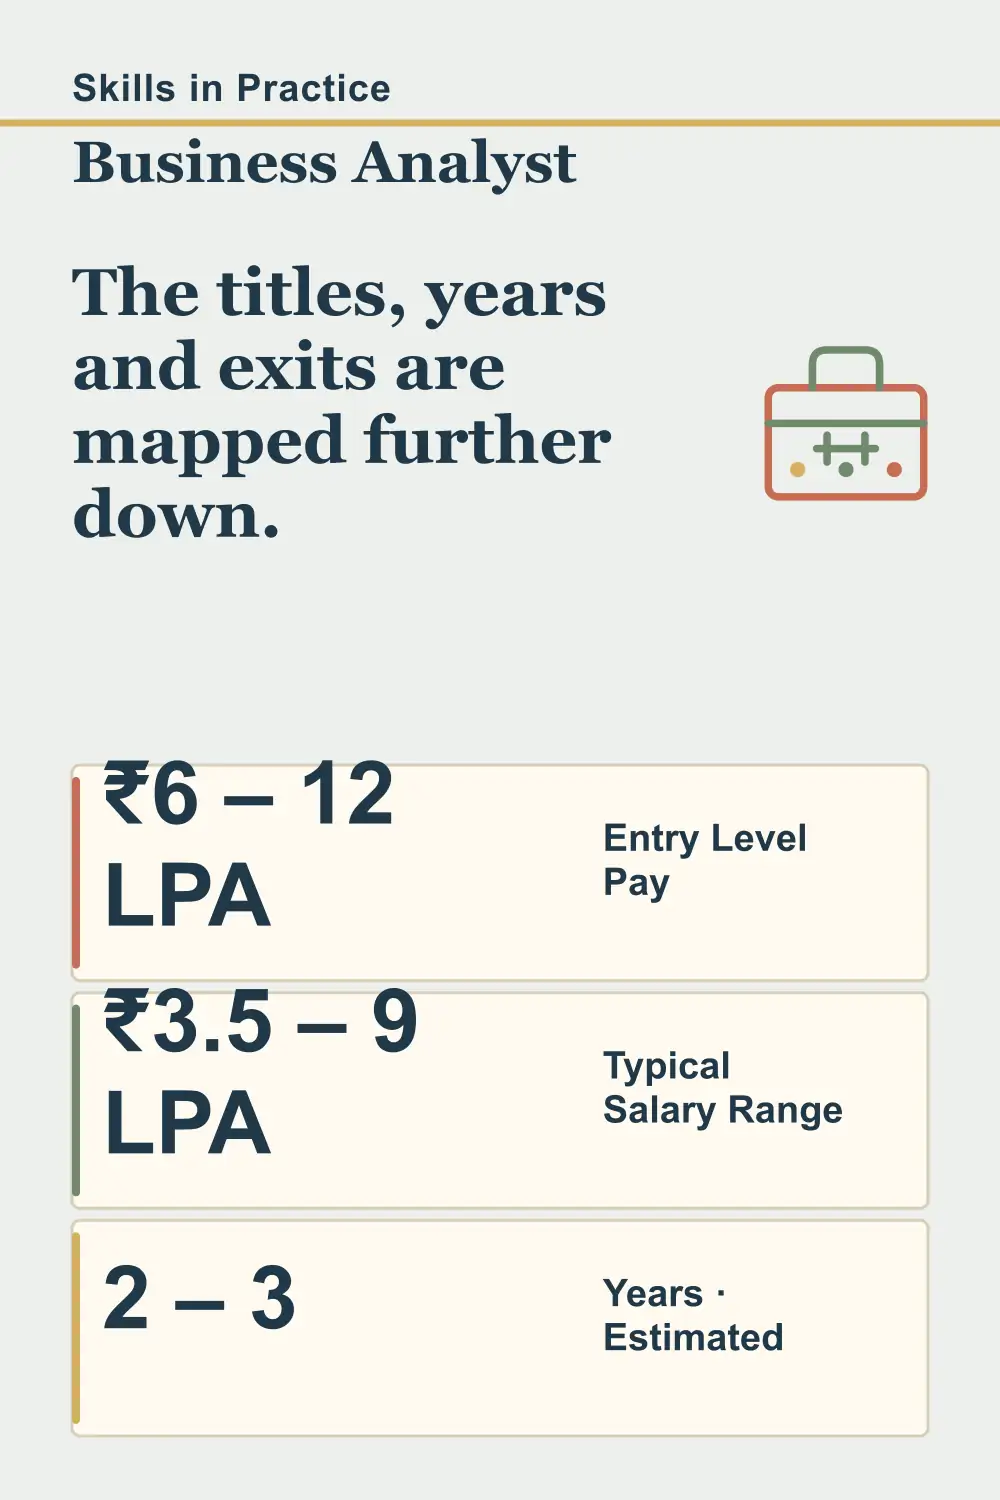 Skills in Practice
Business Analyst
The titles, years
and exits are
mapped further
down.
₹6 – 12
LPA
Entry Level
Pay
₹3.5 – 9
LPA
Typical
Salary Range
2 – 3
Years ·
Estimated